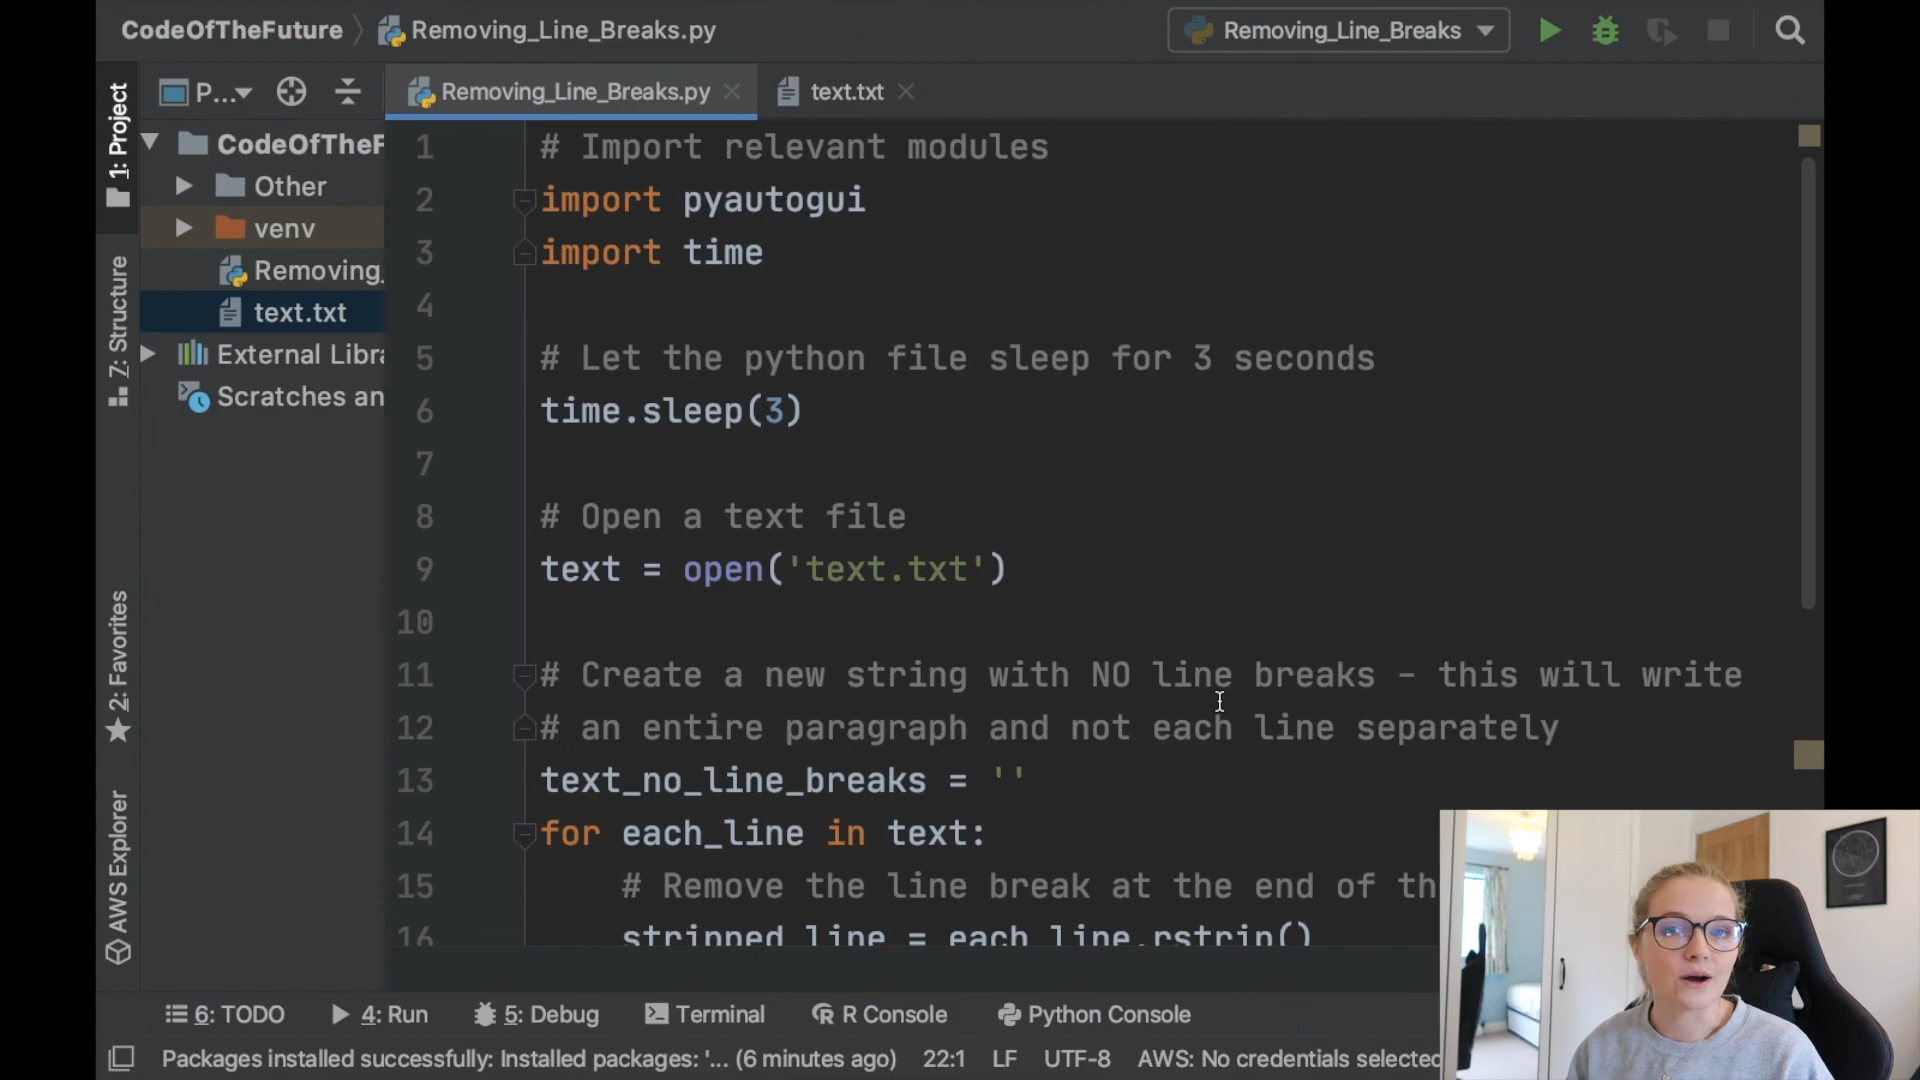 CodeOfTheFuture
Removing_Line_Breaks.py
Removing_Line_Breaks
P...
Removing_Line_Breaks.py
text.txt
1: Project
7: Structure
2: Favorites
AWS Explorer
CodeOfTheF
Other
venv
Removing_
text.txt
External Libra
Scratches an
1 # Import relevant modules
2 import pyautogui
3 import time
4
5 # Let the python file sleep for 3 seconds
6 time.sleep(3)
7
8 # Open a text file
9 text = open('text.txt')
10
11 # Create a new string with NO line breaks - this will write
12 # an entire paragraph and not each line separately
13 text_no_line_breaks = ''
14 for each_line in text:
15 # Remove the line break at the end of th
16 stripped_line = each_line.rstrip()
6: TODO
4: Run
5: Debug
Terminal
R Console
Python Console
Packages installed successfully: Installed packages: '... (6 minutes ago)
22:1
LF
UTF-8
AWS: No credentials selected